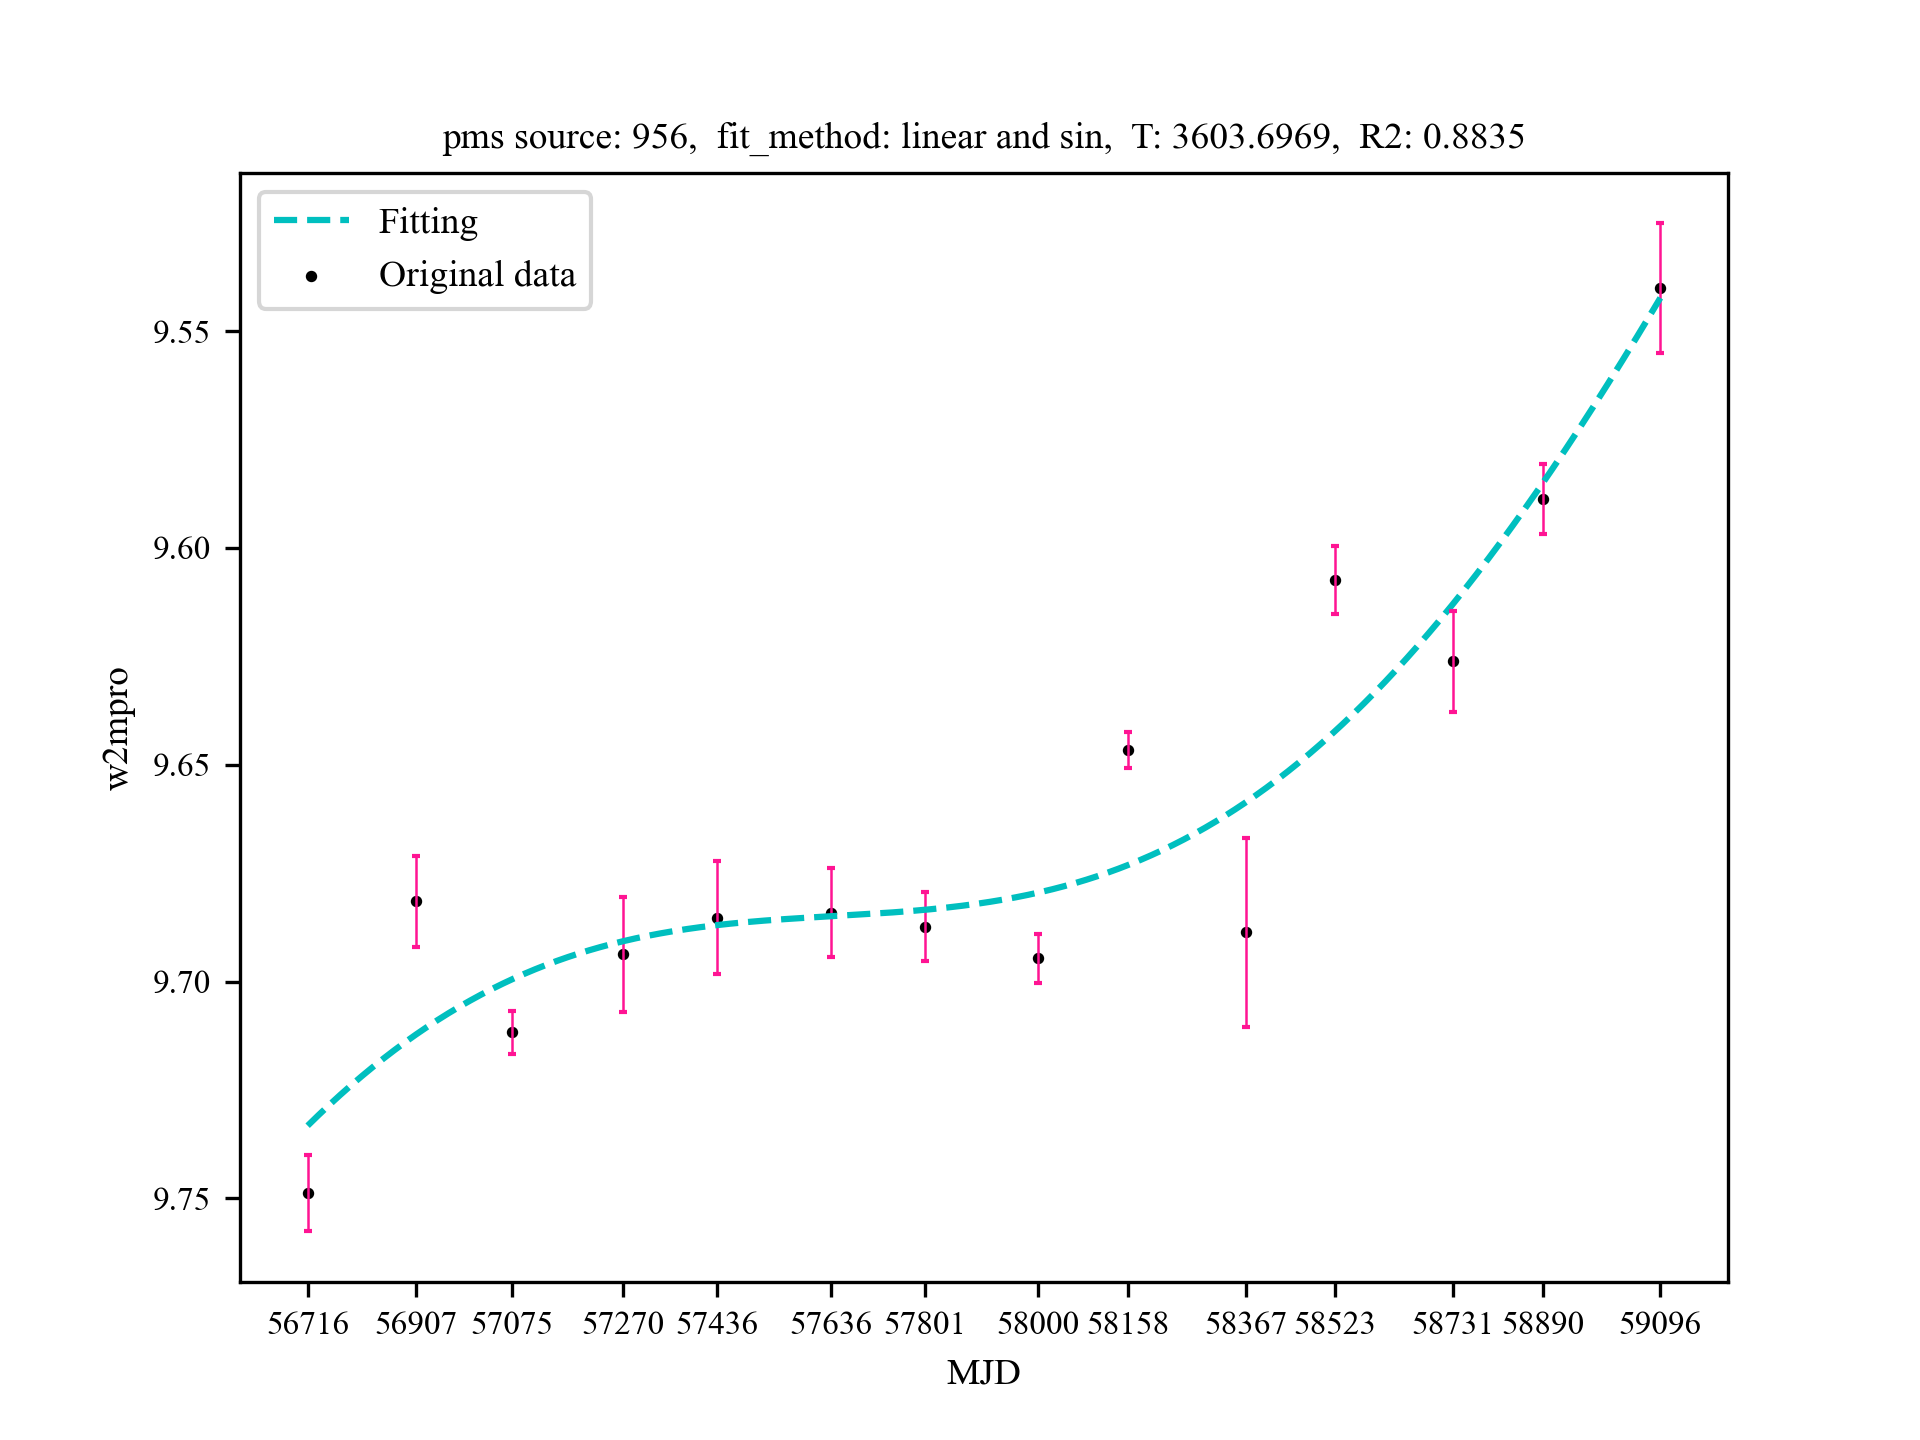 pms source: 956, fit_method: linear and sin, T: 3603.6969, R2: 0.8835
Fitting
Original data
9.55
9.60
9.65
9.70
9.75
w2mpro
56716 56907 57075 57270 57436 57636 57801 58000 58158 58367 58523 58731 58890 59096
MJD